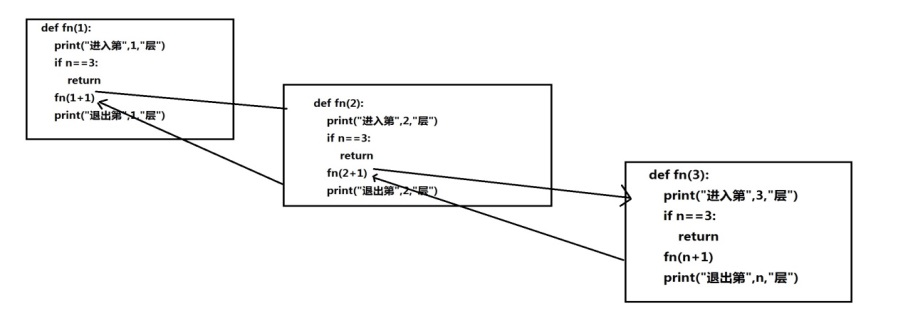 def fn(1):
print("进入第",1,"层")
if n==3:
return
fn(1+1)
print("退出第",1,"层")
def fn(2):
print("进入第",2,"层")
if n==3:
return
fn(2+1)
print("退出第",2,"层")
def fn(3):
print("进入第",3,"层")
if n==3:
return
fn(n+1)
print("退出第",n,"层")